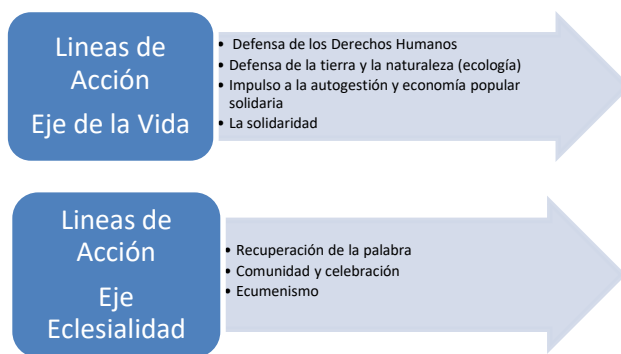 Lineas de
Acción
Eje de la Vida
• Defensa de los Derechos Humanos
• Defensa de la tierra y la naturaleza (ecología)
• Impulso a la autogestión y economía popular
solidaria
• La solidaridad
Lineas de
Acción
Eje
Eclesialidad
• Recuperación de la palabra
• Comunidad y celebración
• Ecumenismo